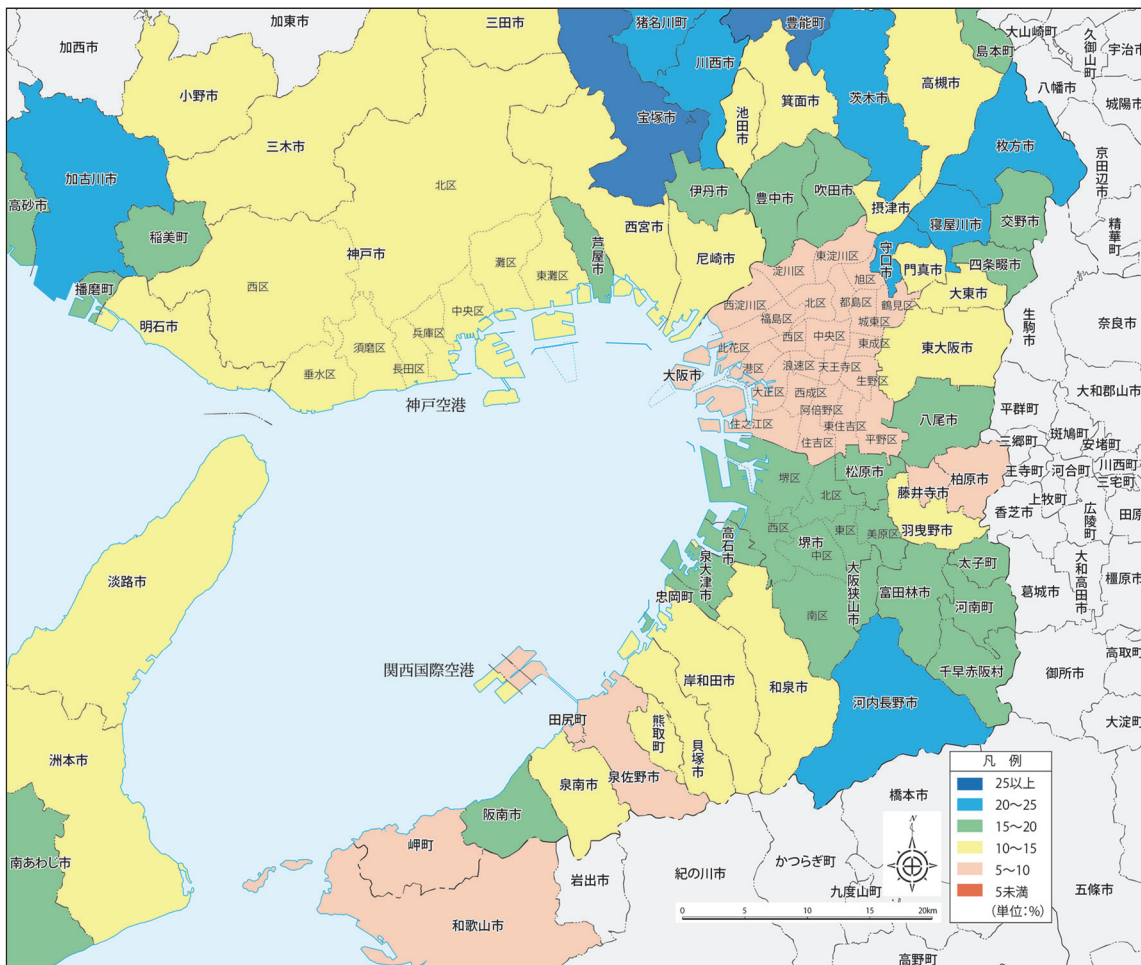 加西市
加東市
三田市
猪名川町
豊能町
川西市
島本町
大山崎町
久御山町
宇治市
八幡市
城陽市
小野市
宝塚市
池田市
箕面市
茨木市
高槻市
枚方市
京田辺市
精華町
三木市
加古川市
高砂市
稲美町
北区
伊丹市
豊中市
吹田市
摂津市
寝屋川市
交野市
神戸市
西区
芦屋市
西宮市
尼崎市
灘区
東灘区
中央区
兵庫区
須磨区
長田区
垂水区
播磨町
明石市
神戸空港
守口市
門真市
四条畷市
大東市
生駒市
奈良市
東淀川区
淀川区
旭区
西淀川区
北区
都島区
鶴見区
福島区
城東区
西区
中央区
東成区
此花区
港区
浪速区
天王寺区
生野区
大阪市
大正区
西成区
阿倍野区
住之江区
東住吉区
住吉区
平野区
東大阪市
八尾市
大和郡山市
平群町
三郷町
斑鳩町
安堵町
王寺町
河合町
川西町
三宅町
上牧町
香芝市
広陵町
田原
松原市
藤井寺市
柏原市
羽曳野市
堺区
北区
西区
東区
美原区
堺市
中区
南区
高石市
泉大津市
忠岡町
大阪狭山市
富田林市
太子町
河南町
千早赤阪村
葛城市
大和高田市
橿原市
御所市
高取町
大淀町
淡路市
関西国際空港
岸和田市
和泉市
河内長野市
田尻町
熊取町
貝塚市
泉佐野市
泉南市
阪南市
岬町
洲本市
南あわじ市
和歌山市
岩出市
紀の川市
かつらぎ町
九度山町
橋本市
五條市
高野町
凡 例
25以上
20～25
15～20
10～15
5～10
5未満
(単位：%)
N
0 5 10 15 20km